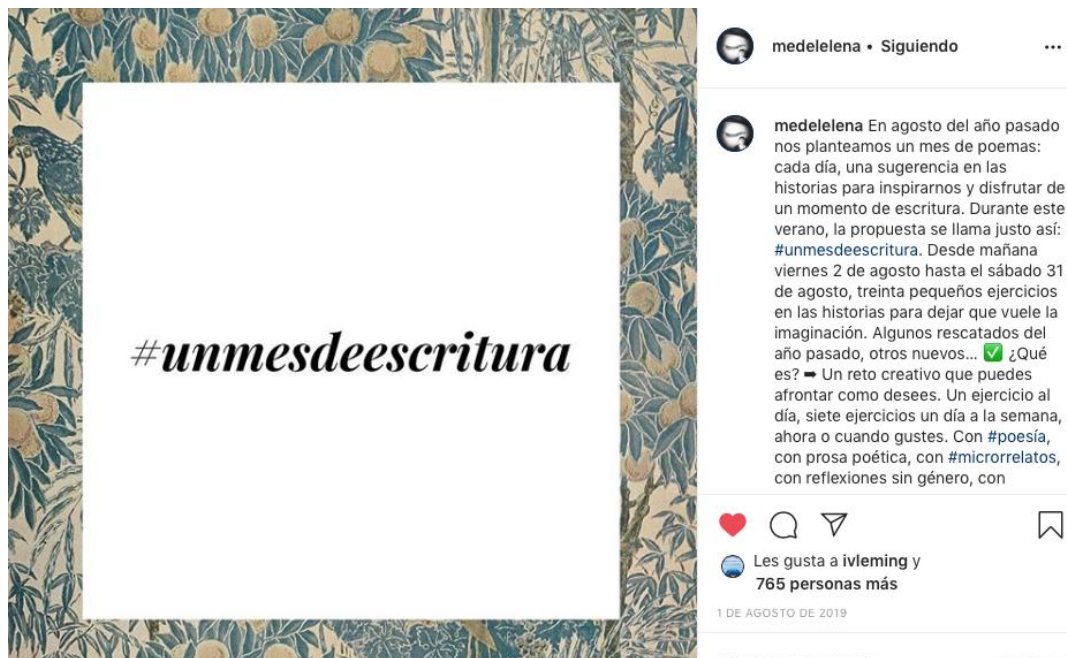 #unmesdeescritura
medelelena • Siguiendo
medelelena En agosto del año pasado
nos planteamos un mes de poemas:
cada día, una sugerencia en las
historias para inspirarnos y disfrutar de
un momento de escritura. Durante este
verano, la propuesta se llama justo así:
#unmesdeescritura. Desde mañana
viernes 2 de agosto hasta el sábado 31
de agosto, treinta pequeños ejercicios
en las historias para dejar que vuele la
imaginación. Algunos rescatados del
año pasado, otros nuevos... ✅ ¿Qué
es? ➡ Un reto creativo que puedes
afrontar como desees. Un ejercicio al
día, siete ejercicios un día a la semana,
ahora o cuando gustes. Con #poesía,
con prosa poética, con #microrrelatos,
con reflexiones sin género, con
Les gusta a ivleming y
765 personas más
1 DE AGOSTO DE 2019